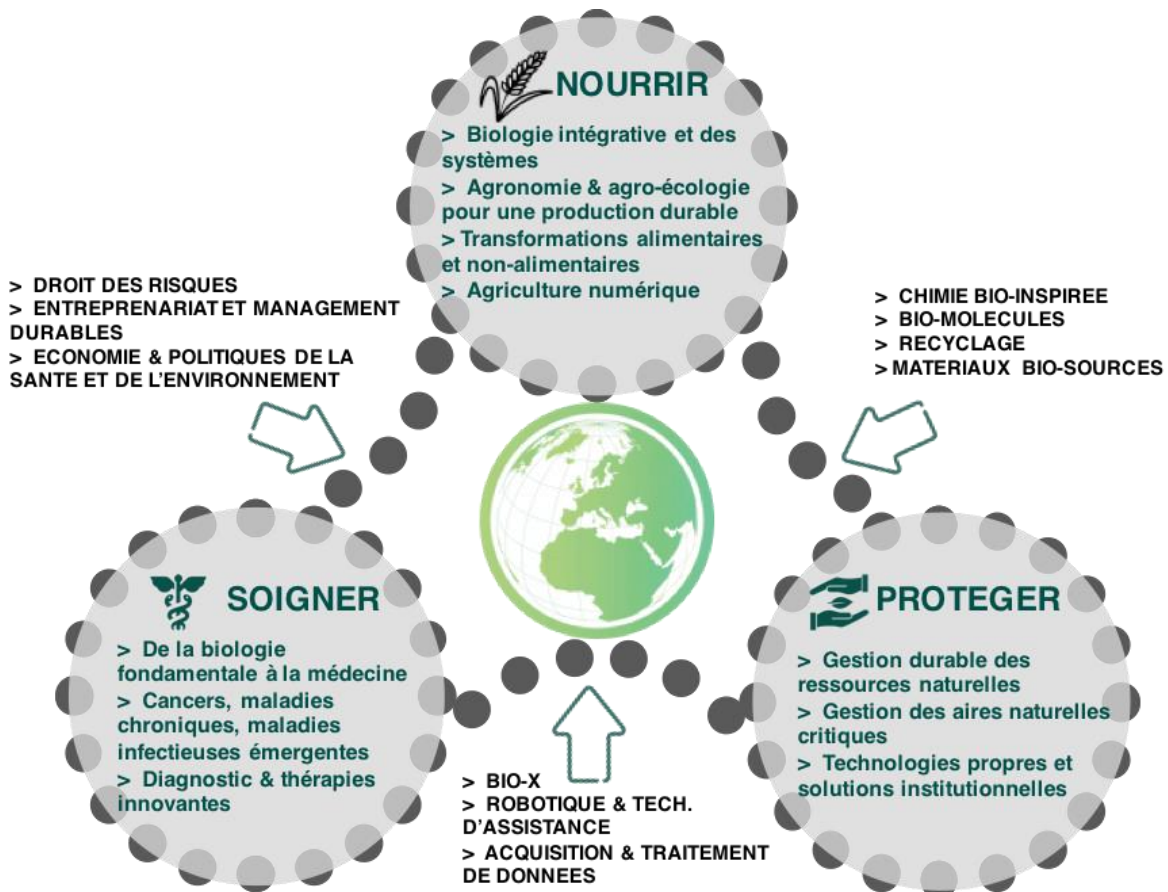 NOURRIR
> Biologie intégrative et des
systèmes
> Agronomie & agro-écologie
pour une production durable
> Transformations alimentaires
et non-alimentaires
> Agriculture numérique
> DROIT DES RISQUES
> ENTREPRENARIAT ET MANAGEMENT
DURABLES
> ECONOMIE & POLITIQUES DE LA
SANTE ET DE L'ENVIRONNEMENT
> CHIMIE BIO-INSPIREE
> BIO-MOLECULES
> RECYCLAGE
> MATERIAUX BIO-SOURCES
SOIGNER
> De la biologie
fondamentale à la médecine
> Cancers, maladies
chroniques, maladies
infectieuses émergentes
> Diagnostic & thérapies
innovantes
PROTEGER
> Gestion durable des
ressources naturelles
> Gestion des aires naturelles
critiques
> Technologies propres et
solutions institutionnelles
> BIO-X
> ROBOTIQUE & TECH.
D'ASSISTANCE
> ACQUISITION & TRAITEMENT
DE DONNEES